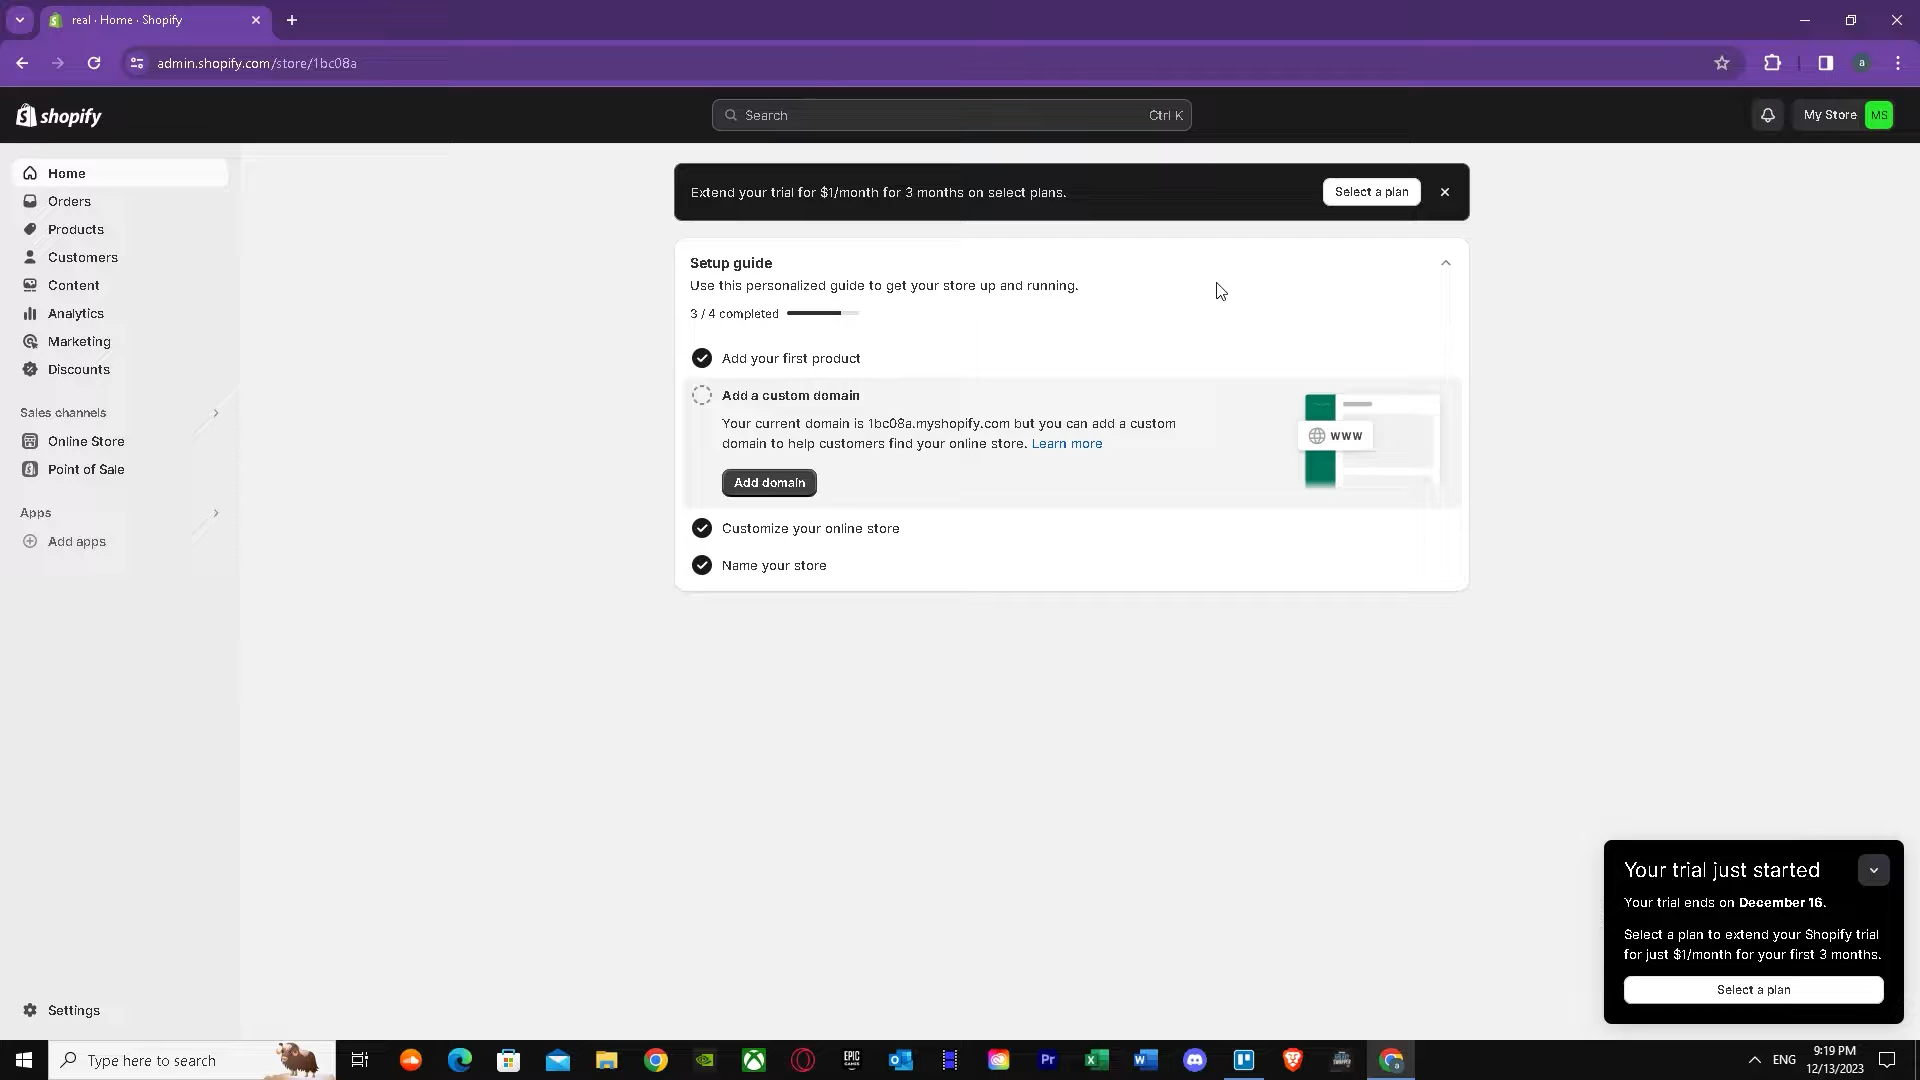 real · Home · Shopify
admin.shopify.com/store/1bc08a
a
shopify
Search
Ctrl K
My Store
MS
Home
Orders
Products
Customers
Content
Analytics
Marketing
Discounts
Sales channels
Online Store
Point of Sale
Apps
Add apps
Settings
Extend your trial for $1/month for 3 months on select plans.
Select a plan
Setup guide
Use this personalized guide to get your store up and running.
3 / 4 completed
Add your first product
Add a custom domain
Your current domain is 1bc08a.myshopify.com but you can add a custom
domain to help customers find your online store. Learn more
Add domain
www
Customize your online store
Name your store
Your trial just started
Your trial ends on December 16.
Select a plan to extend your Shopify trial
for just $1/month for your first 3 months.
Select a plan
Type here to search
EPIC
GAMES
Pr
ENG
9:19 PM
12/13/2023